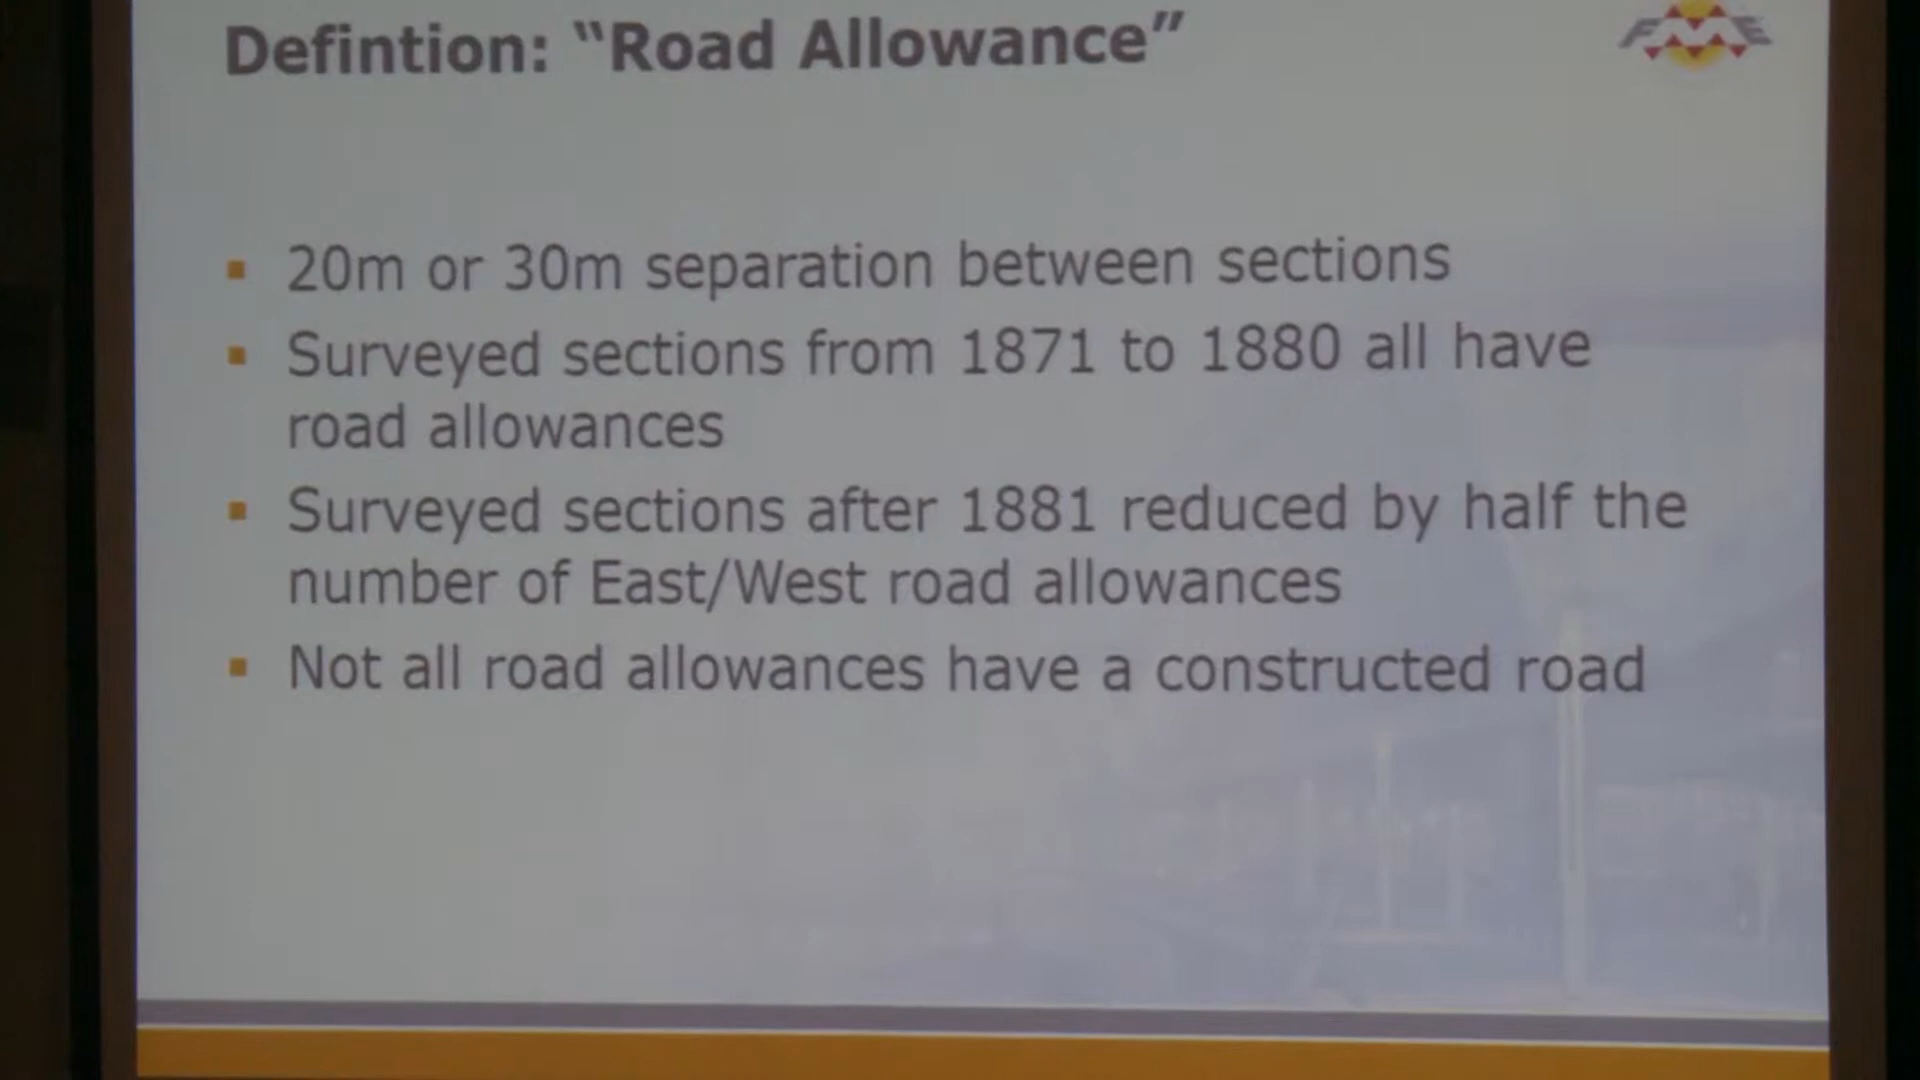 Defintion: “Road Allowance”
FME
▪ 20m or 30m separation between sections
▪ Surveyed sections from 1871 to 1880 all have
road allowances
▪ Surveyed sections after 1881 reduced by half the
number of East/West road allowances
▪ Not all road allowances have a constructed road